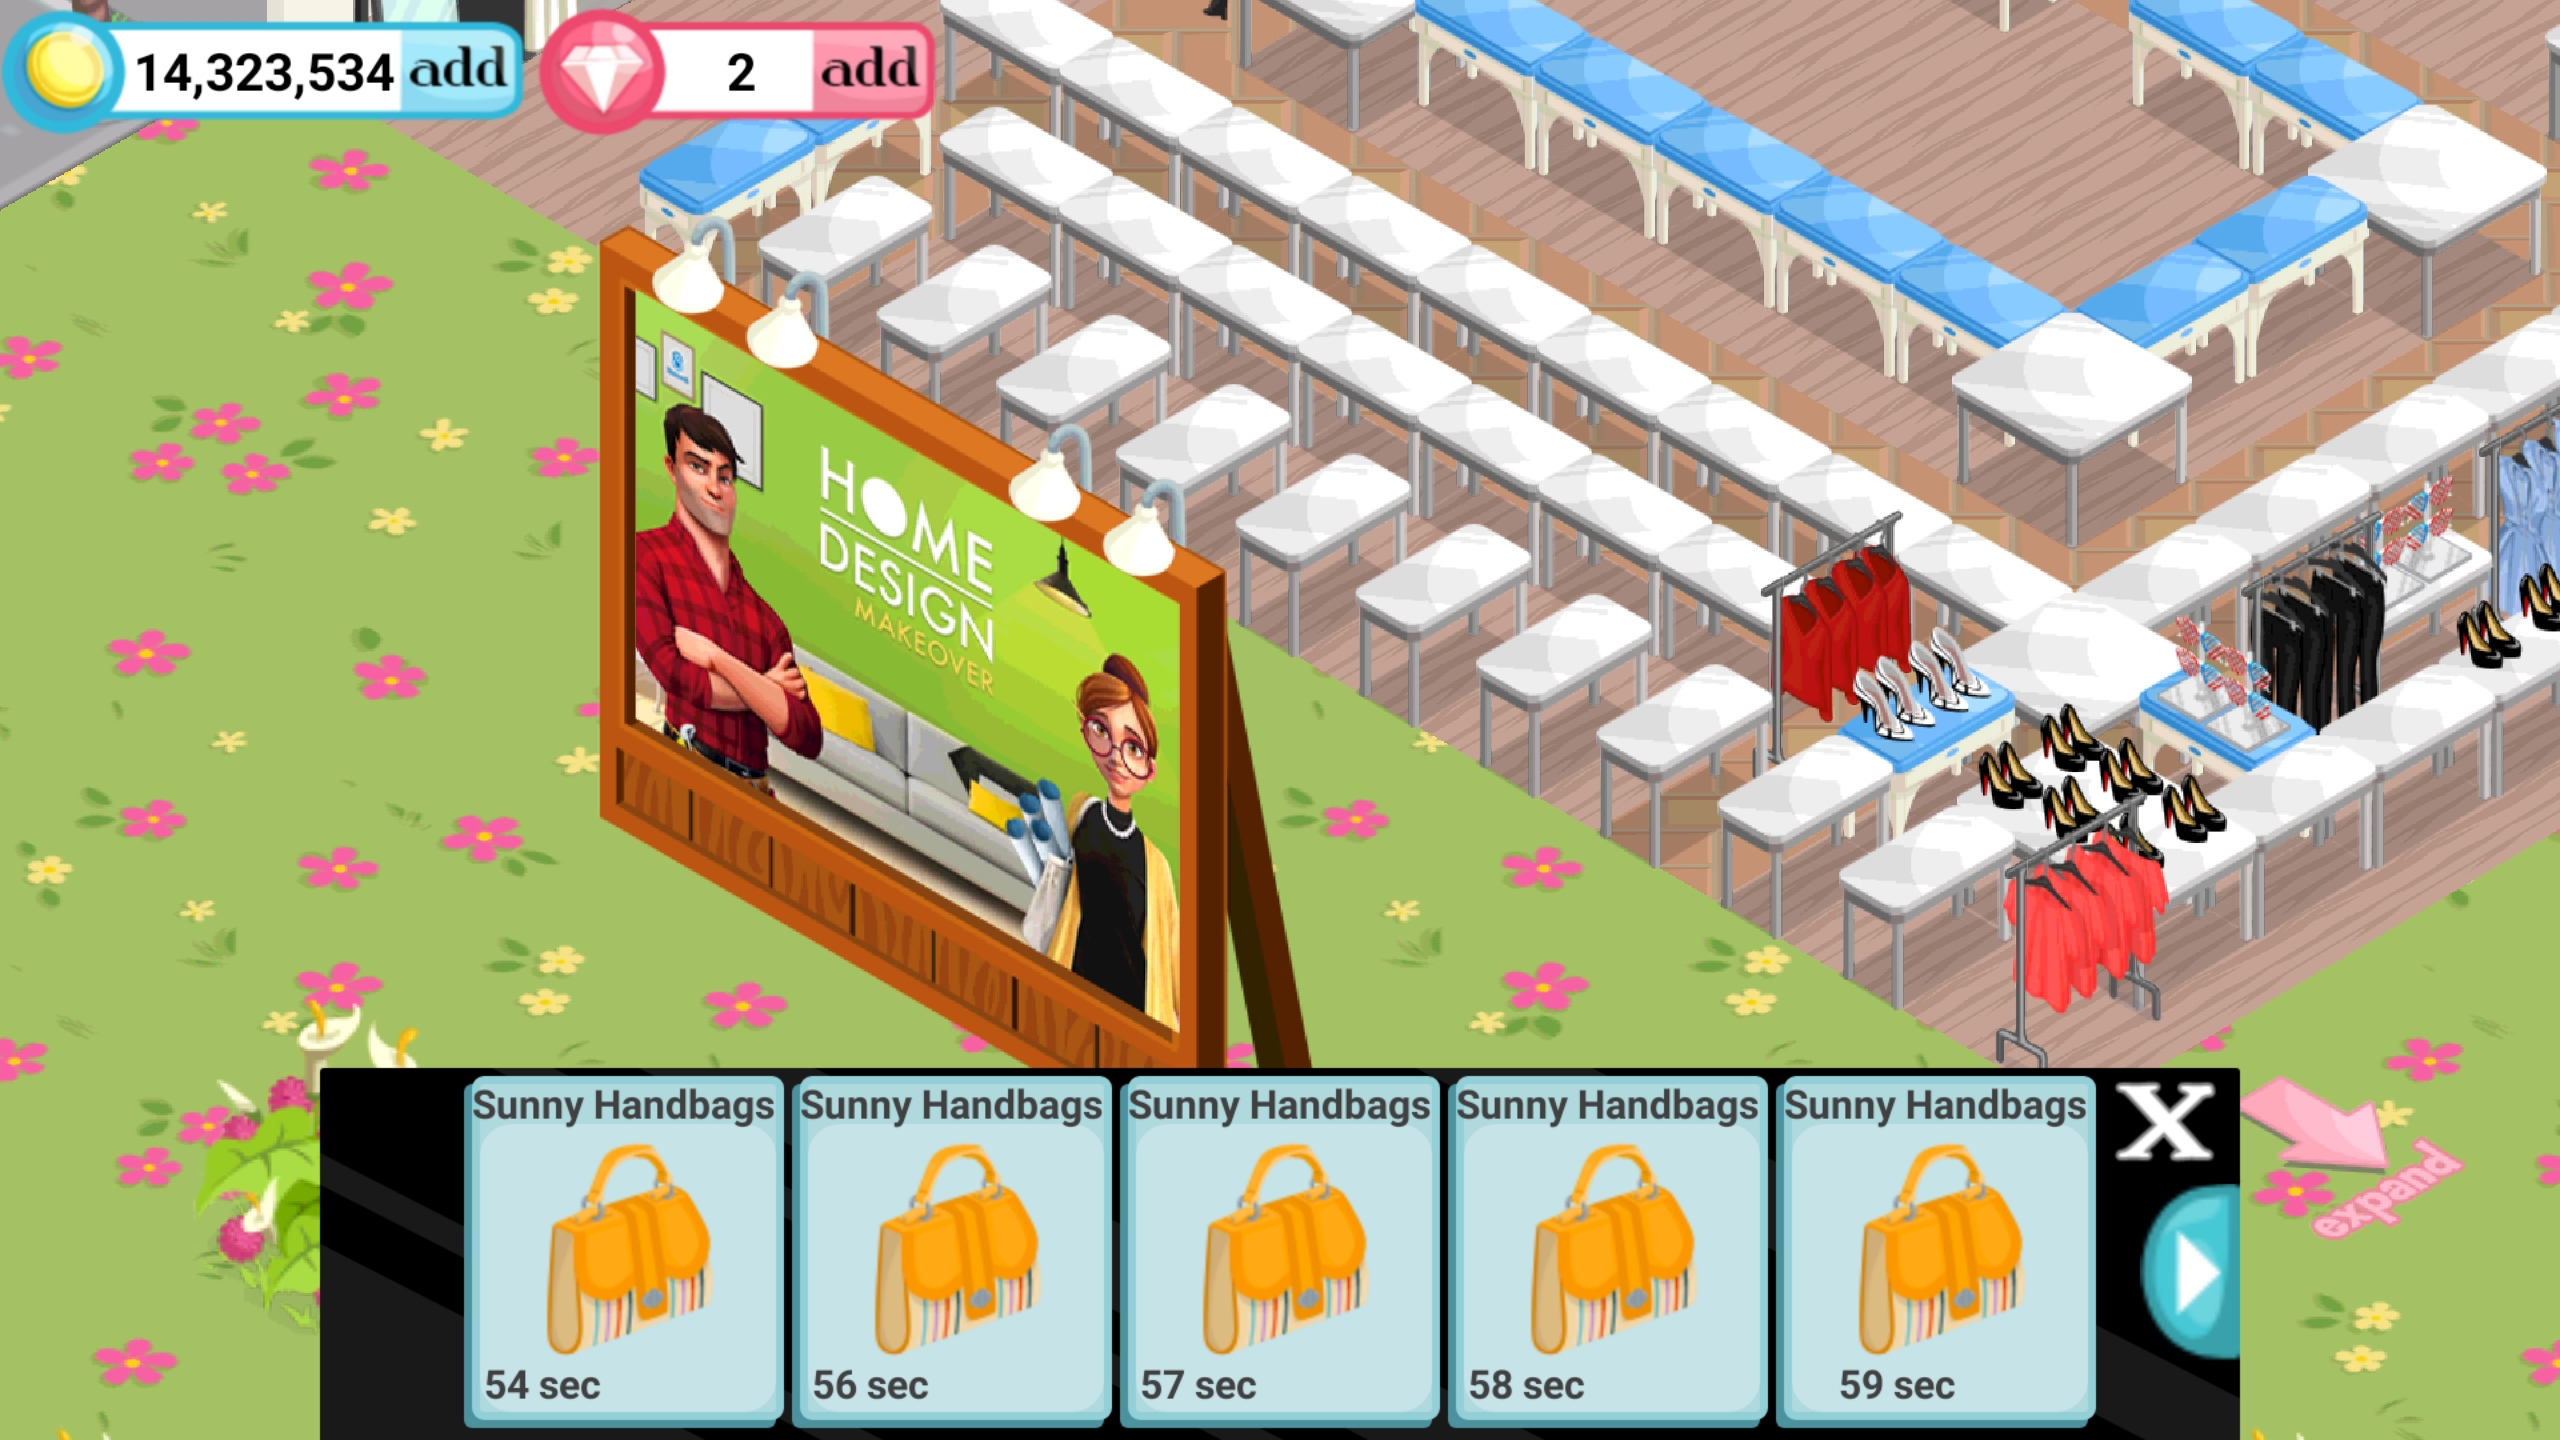 14,323,534 add
2 add
HOME
DESIGN
MAKEOVER
Sunny Handbags
54 sec
Sunny Handbags
56 sec
Sunny Handbags
57 sec
Sunny Handbags
58 sec
Sunny Handbags
59 sec
X
expand